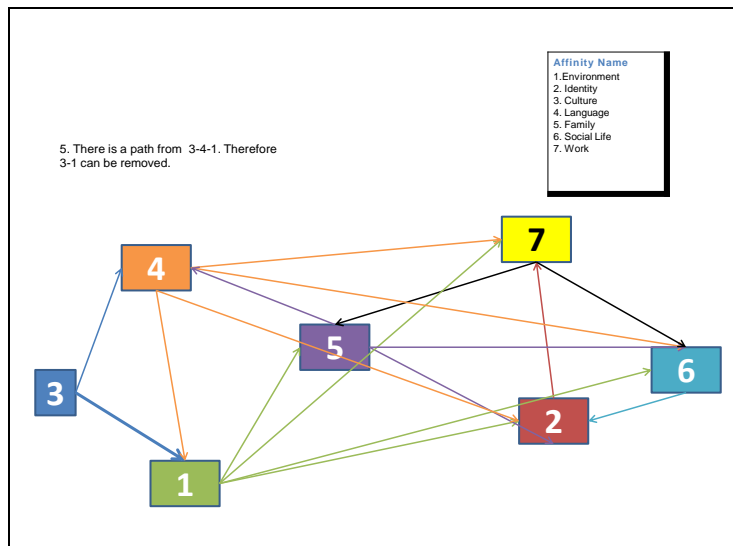 Affinity Name
1.Environment
2. Identity
3. Culture
4. Language
5. Family
6. Social Life
7. Work
5. There is a path from  3-4-1. Therefore
3-1 can be removed.
7
4
5
6
3
2
1